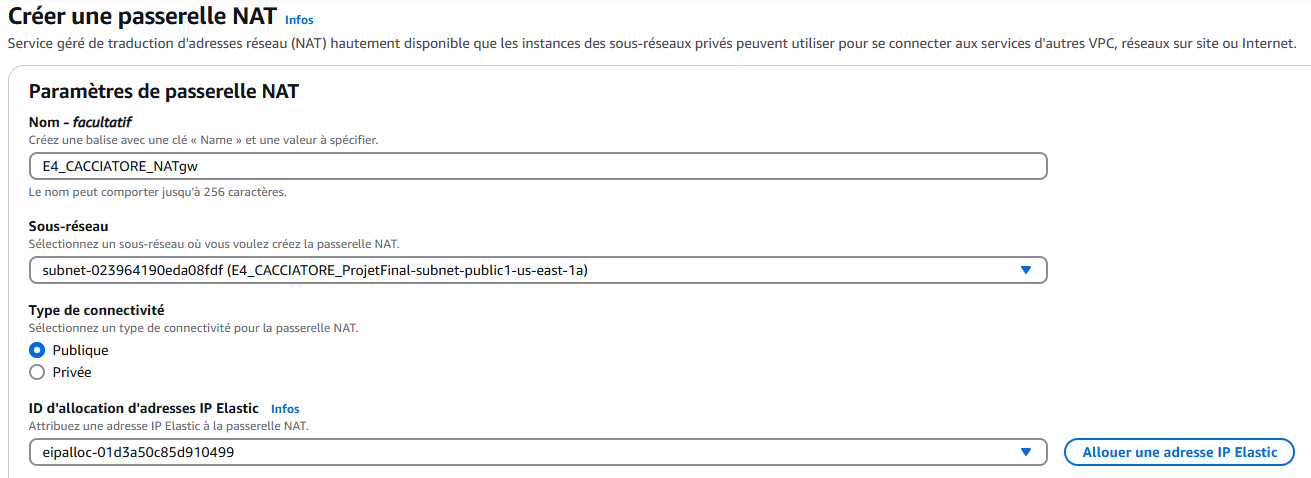 Créer une passerelle NAT Infos
Service géré de traduction d'adresses réseau (NAT) hautement disponible que les instances des sous-réseaux privés peuvent utiliser pour se connecter aux services d'autres VPC, réseaux sur site ou Internet.
Paramètres de passerelle NAT
Nom - facultatif
Créez une balise avec une clé « Name » et une valeur à spécifier.
E4_CACCIATORE_NATgw
Le nom peut comporter jusqu'à 256 caractères.
Sous-réseau
Sélectionnez un sous-réseau où vous voulez créez la passerelle NAT.
subnet-023964190eda08fdf (E4_CACCIATORE_ProjetFinal-subnet-public1-us-east-1a)
Type de connectivité
Sélectionnez un type de connectivité pour la passerelle NAT.
Publique
Privée
ID d'allocation d'adresses IP Elastic Infos
Attribuez une adresse IP Elastic à la passerelle NAT.
eipalloc-01d3a50c85d910499 Allouer une adresse IP Elastic